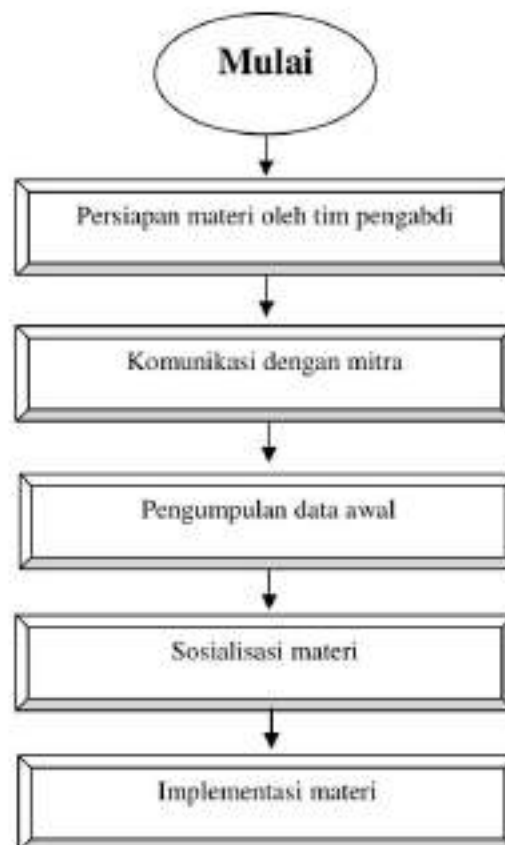 Mulai
Persiapan materi oleh tim pengabdi
Komunikasi dengan mitra
Pengumpulan data awal
Sosialisasi materi
Implementasi materi